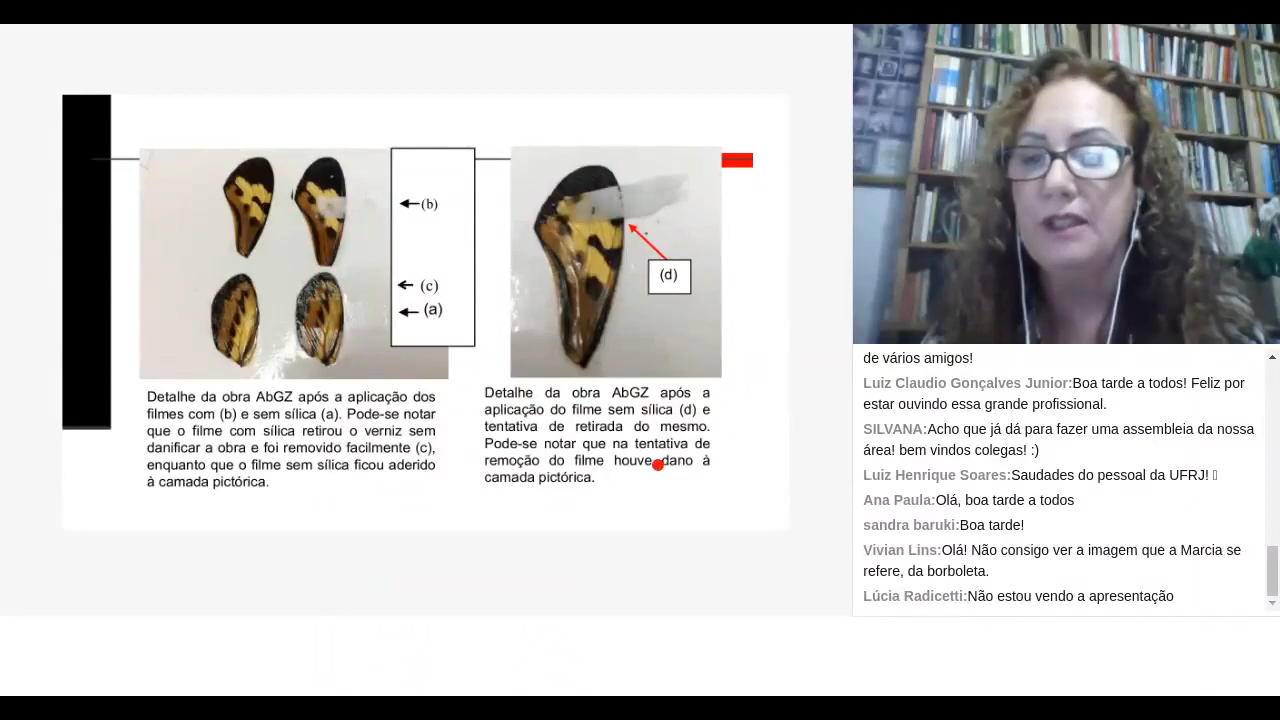 (b)
(c)
(a)
(d)
Detalhe da obra AbGZ após a aplicação dos
filmes com (b) e sem sílica (a). Pode-se notar
que o filme com sílica retirou o verniz sem
danificar a obra e foi removido facilmente (c),
enquanto que o filme sem sílica ficou aderido
à camada pictórica.
Detalhe da obra AbGZ após a
aplicação do filme sem sílica (d) e
tentativa de retirada do mesmo.
Pode-se notar que na tentativa de
remoção do filme houve dano à
camada pictórica.
de vários amigos!
Luiz Claudio Gonçalves Junior:Boa tarde a todos! Feliz por
estar ouvindo essa grande profissional.
SILVANA:Acho que já dá para fazer uma assembleia da nossa
área! bem vindos colegas! :)
Luiz Henrique Soares:Saudades do pessoal da UFRJ!
Ana Paula:Olá, boa tarde a todos
sandra baruki:Boa tarde!
Vivian Lins:Olá! Não consigo ver a imagem que a Marcia se
refere, da borboleta.
Lúcia Radicetti:Não estou vendo a apresentação